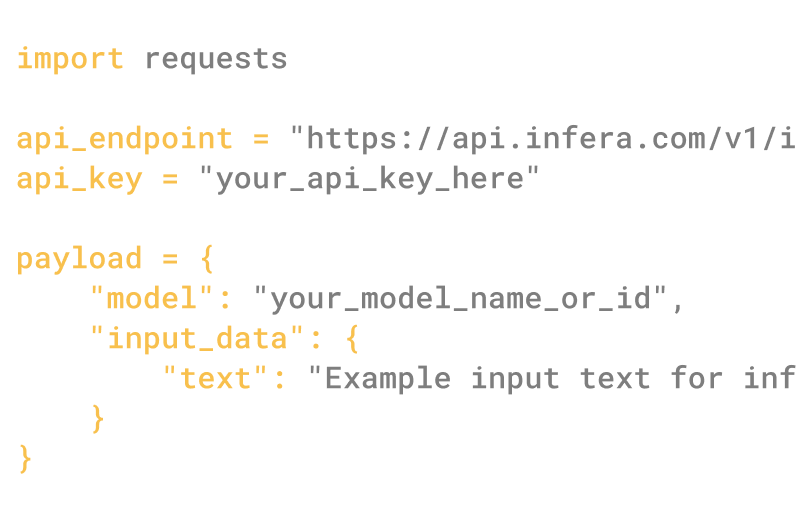 import requests
api_endpoint = "https://api.infera.com/v1/i
api_key = "your_api_key_here"
payload = {
    "model": "your_model_name_or_id",
    "input_data": {
        "text": "Example input text for inf
    }
}